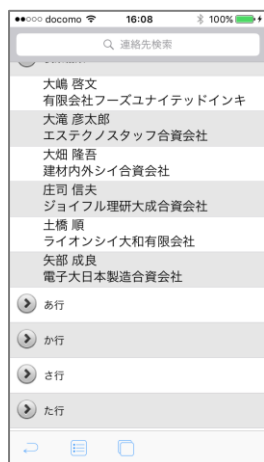 docomo 16:08 100%
連絡先検索
大嶋 啓文
有限会社フーズユナイテッドインキ
大滝 彦太郎
エステクノスタッフ合資会社
大畑 隆吾
建材内外シイ合資会社
庄司 信夫
ジョイフル理研大成合資会社
土橋 順
ライオンシイ大和有限会社
矢部 成良
電子大日本製造合資会社
あ行
か行
さ行
た行